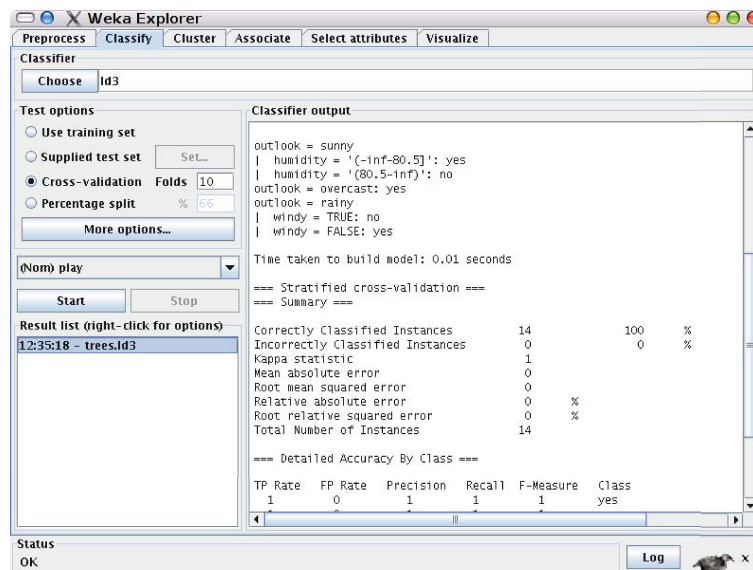 Weka Explorer
Preprocess Classify Cluster Associate Select attributes Visualize
Classifier
Choose Id3
Test options
Use training set
Supplied test set Set...
Cross-validation Folds 10
Percentage split % 66
More options...
(Nom) play
Start Stop
Result list (right-click for options)
12:35:18 - trees.Id3
Classifier output
outlook = sunny
| humidity = '(-inf-80.5]': yes
| humidity = '(80.5-inf)': no
outlook = overcast: yes
outlook = rainy
| windy = TRUE: no
| windy = FALSE: yes
Time taken to build model: 0.01 seconds
=== Stratified cross-validation ===
=== Summary ===
Correctly Classified Instances 14 100 %
Incorrectly Classified Instances 0 0 %
Kappa statistic 1
Mean absolute error 0
Root mean squared error 0
Relative absolute error 0 %
Root relative squared error 0 %
Total Number of Instances 14
=== Detailed Accuracy By Class ===
TP Rate FP Rate Precision Recall F-Measure Class
1 0 1 1 1 yes
Status
OK
Log
x